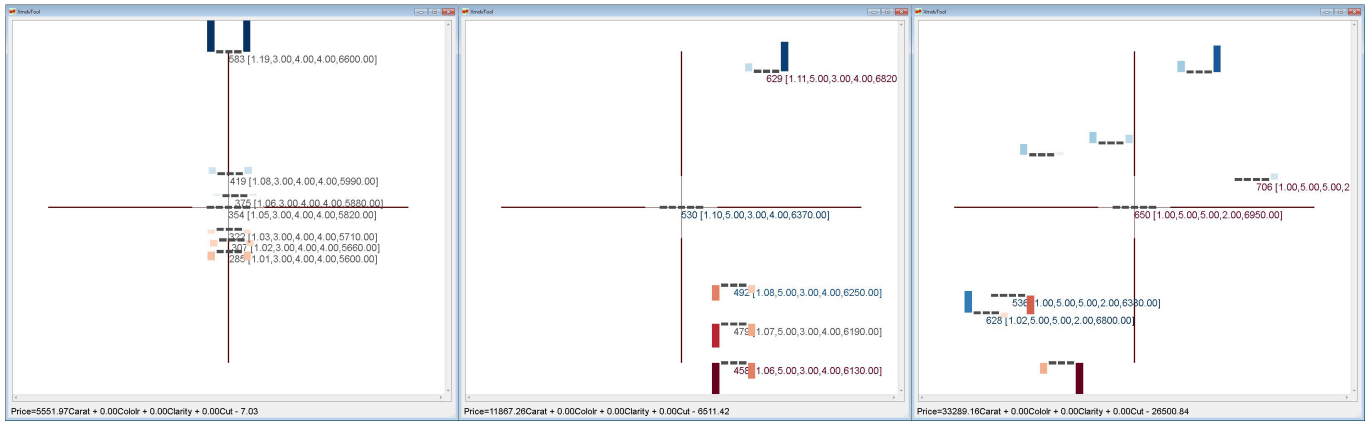 XmdvTool
583 [1.19,3.00,4.00,4.00,6600.00]
419 [1.08,3.00,4.00,4.00,5990.00]
375 [1.06,3.00,4.00,4.00,5880.00]
354 [1.05,3.00,4.00,4.00,5820.00]
322 [1.03,3.00,4.00,4.00,5710.00]
307 [1.02,3.00,4.00,4.00,5660.00]
285 [1.01,3.00,4.00,4.00,5600.00]
Price=5551.97Carat + 0.00Cololr + 0.00Clarity + 0.00Cut - 7.03
XmdvTool
629 [1.11,5.00,3.00,4.00,6820
530 [1.10,5.00,3.00,4.00,6370.00]
492 [1.08,5.00,3.00,4.00,6250.00]
479 [1.07,5.00,3.00,4.00,6190.00]
458 [1.06,5.00,3.00,4.00,6130.00]
Price=11867.26Carat + 0.00Cololr + 0.00Clarity + 0.00Cut - 6511.42
XmdvTool
706 [1.00,5.00,5.00,2
650 [1.00,5.00,5.00,2.00,6950.00]
536 [1.00,5.00,5.00,2.00,6380.00]
628 [1.02,5.00,5.00,2.00,6800.00]
Price=33289.16Carat + 0.00Cololr + 0.00Clarity + 0.00Cut - 26500.84